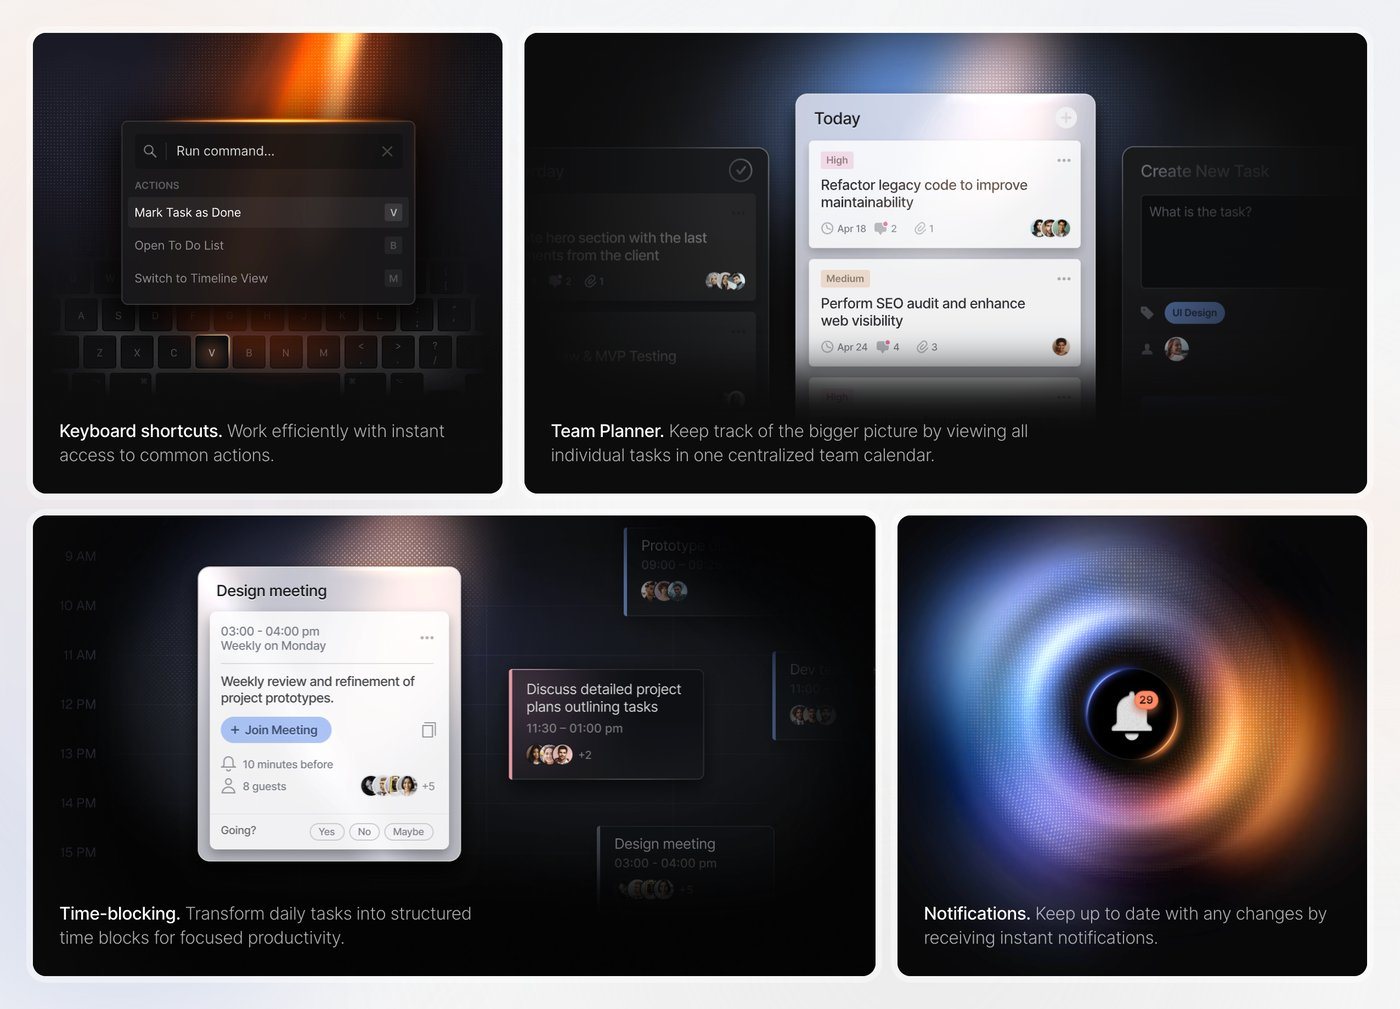 Run command...
ACTIONS
Mark Task as Done V
Open To Do List B
Switch to Timeline View M
A S D F G H J K L
Z X C V B N M < , > . ? /
Keyboard shortcuts. Work efficiently with instant
access to common actions.
hero section with the last
from the client
2 1
& MVP Testing
Today
High
Refactor legacy code to improve
maintainability
Apr 18 2 1
Medium
Perform SEO audit and enhance
web visibility
Apr 24 4 3
High
Create New Task
What is the task?
UI Design
Team Planner. Keep track of the bigger picture by viewing all
individual tasks in one centralized team calendar.
9 AM
10 AM
11 AM
12 PM
13 PM
14 PM
15 PM
Design meeting
03:00 - 04:00 pm
Weekly on Monday
Weekly review and refinement of
project prototypes.
+ Join Meeting
10 minutes before
8 guests +5
Going? Yes No Maybe
Prototype
09:00 -
Discuss detailed project
plans outlining tasks
11:30 – 01:00 pm
+2
Dev
11:00
Design meeting
03:00 - 04:00 pm
+5
Time-blocking. Transform daily tasks into structured
time blocks for focused productivity.
29
Notifications. Keep up to date with any changes by
receiving instant notifications.